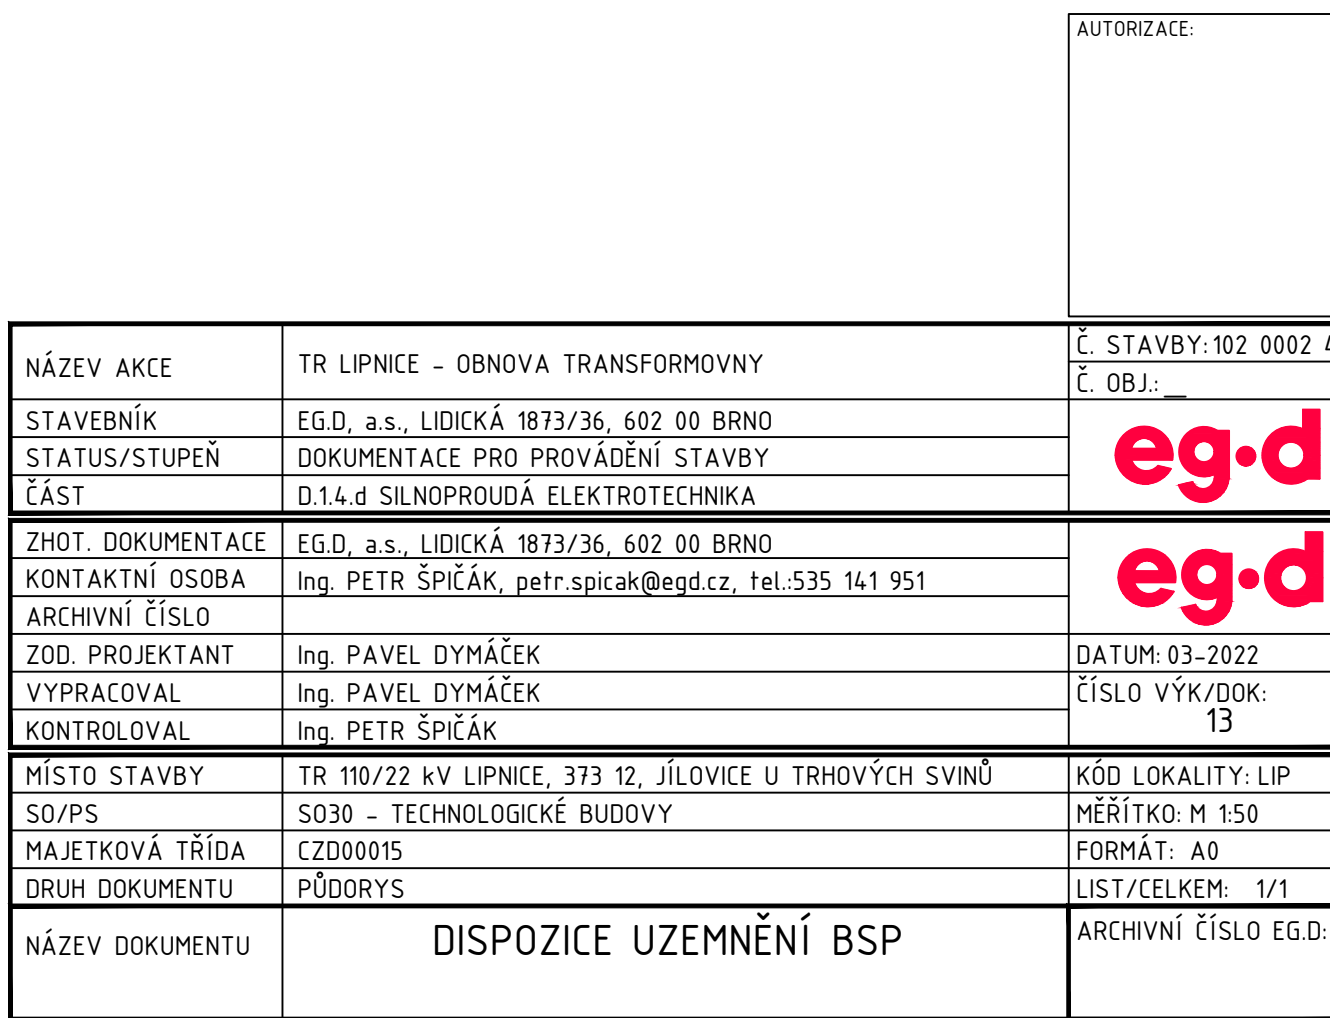 AUTORIZACE:
NÁZEV AKCE TR LIPNICE - OBNOVA TRANSFORMOVNY
Č. STAVBY: 102 0002
Č. OBJ.: __
STAVEBNÍK EG.D, a.s., LIDICKÁ 1873/36, 602 00 BRNO
STATUS/STUPEŇ DOKUMENTACE PRO PROVÁDĚNÍ STAVBY
ČÁST D.1.4.d SILNOPROUDÁ ELEKTROTECHNIKA
eg·d
ZHOT. DOKUMENTACE EG.D, a.s., LIDICKÁ 1873/36, 602 00 BRNO
KONTAKTNÍ OSOBA Ing. PETR ŠPIČÁK, petr.spicak@egd.cz, tel.:535 141 951
ARCHIVNÍ ČÍSLO
eg·d
ZOD. PROJEKTANT Ing. PAVEL DYMÁČEK DATUM: 03-2022
VYPRACOVAL Ing. PAVEL DYMÁČEK ČÍSLO VÝK/DOK:
KONTROLOVAL Ing. PETR ŠPIČÁK 13
MÍSTO STAVBY TR 110/22 kV LIPNICE, 373 12, JÍLOVICE U TRHOVÝCH SVINŮ KÓD LOKALITY: LIP
SO/PS SO30 - TECHNOLOGICKÉ BUDOVY MĚŘÍTKO: M 1:50
MAJETKOVÁ TŘÍDA CZD00015 FORMÁT: A0
DRUH DOKUMENTU PŮDORYS LIST/CELKEM: 1/1
NÁZEV DOKUMENTU DISPOZICE UZEMNĚNÍ BSP ARCHIVNÍ ČÍSLO EG.D: